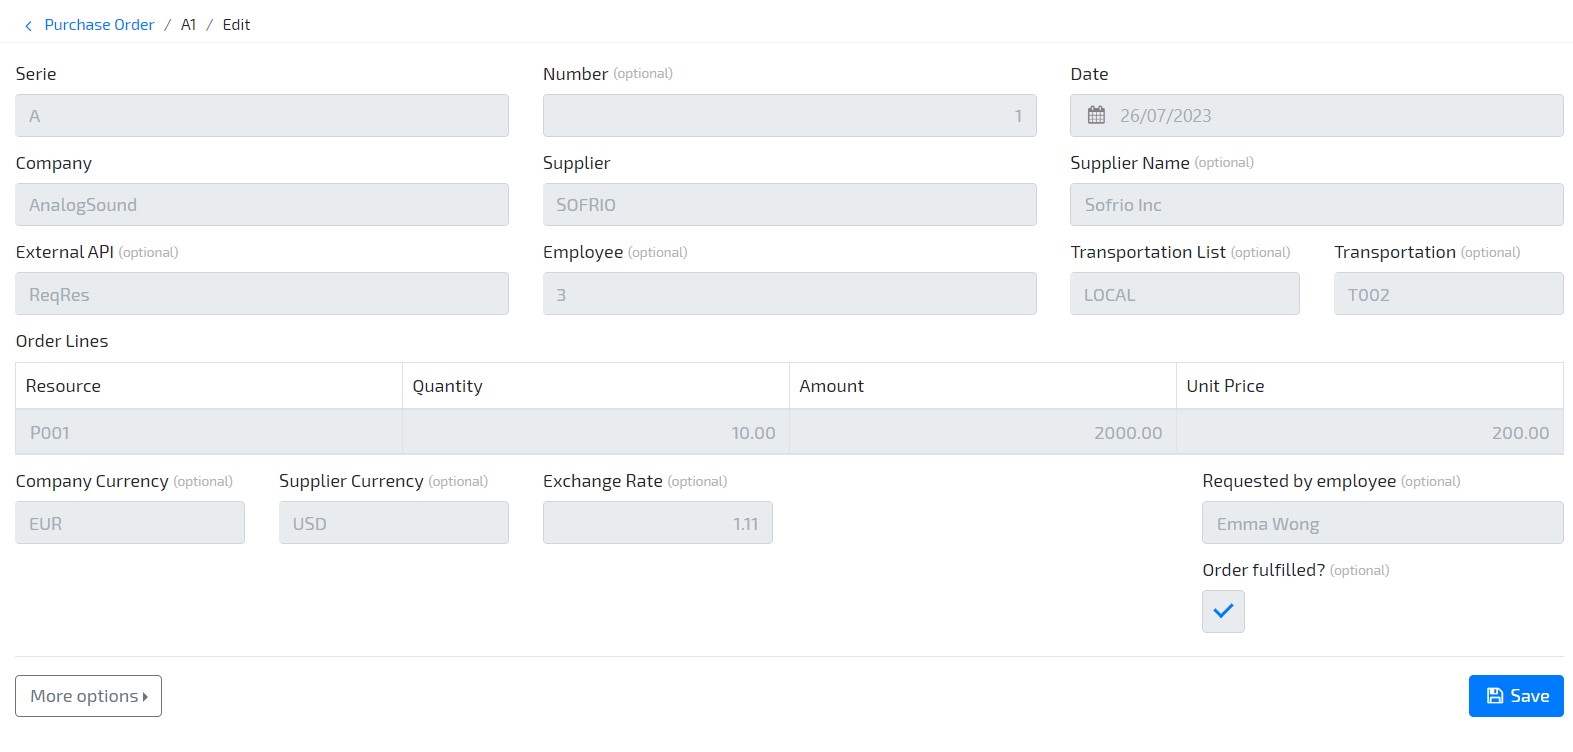 Purchase Order / A1 / Edit
Serie Number (optional) Date
A 1 26/07/2023
Company Supplier Supplier Name (optional)
AnalogSound SOFRIO Sofrio Inc
External API (optional) Employee (optional) Transportation List (optional) Transportation (optional)
ReqRes 3 LOCAL T002
Order Lines
Resource Quantity Amount Unit Price
P001 10.00 2000.00 200.00
Company Currency (optional) Supplier Currency (optional) Exchange Rate (optional) Requested by employee (optional)
EUR USD 1.11 Emma Wong
Order fulfilled? (optional)
More options Save